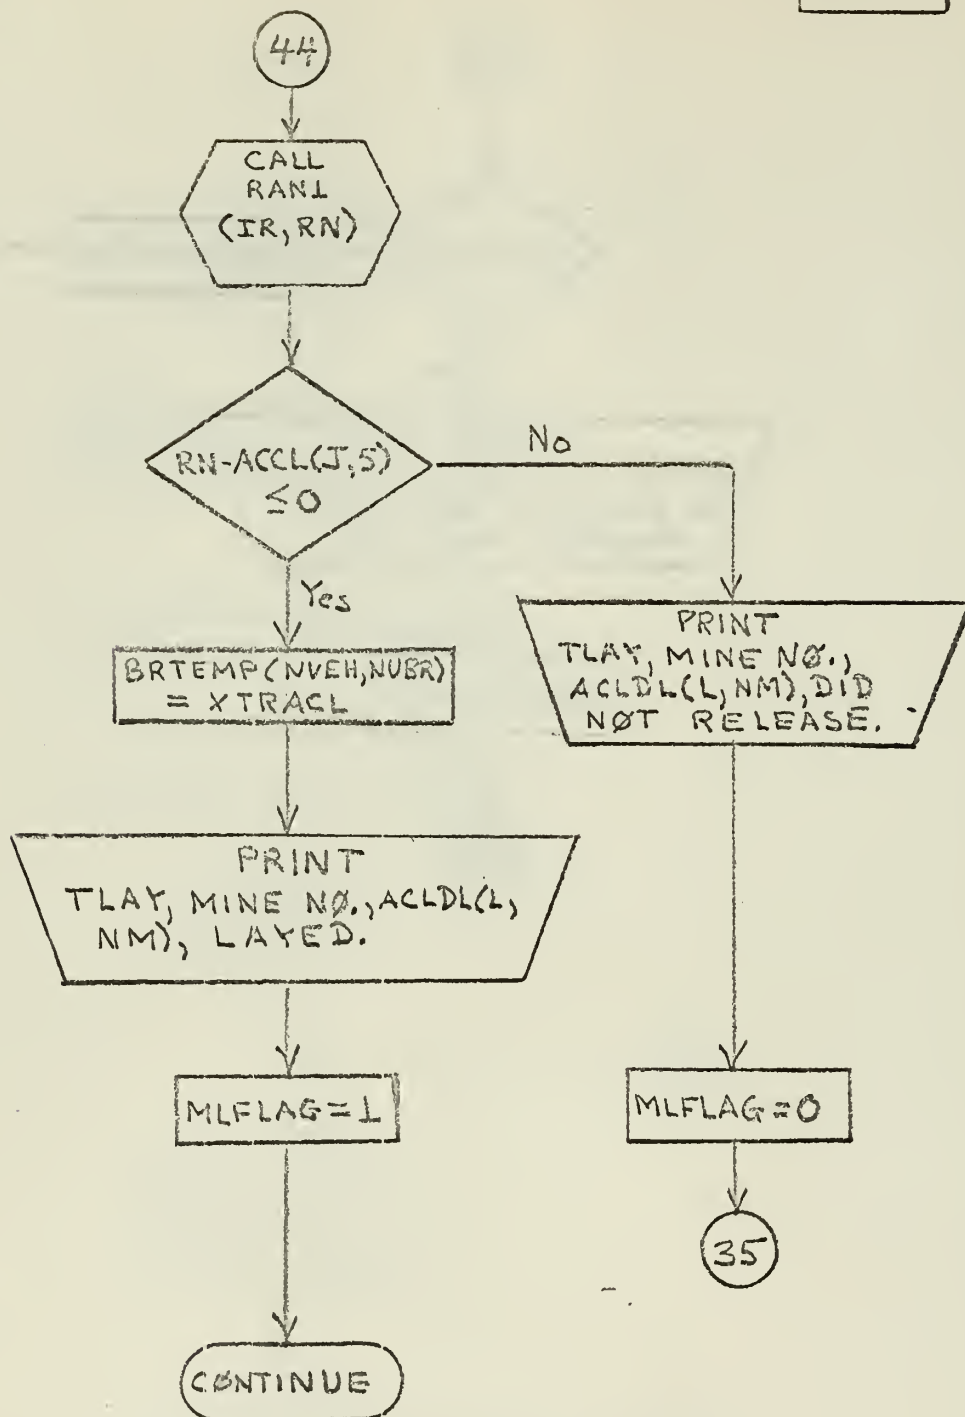 44
CALL
RAN1
(IR, RN)
RN-ACCL(J,5)
≤0
No
Yes
BRTEMP(NVEH,NUBR)
= XTRACL
PRINT
TLAY, MINE NØ.,
ACLDL(L,NM),DID
NØT RELEASE.
PRINT
TLAY, MINE NØ.,ACLDL(L,
NM), LAYED.
MLFLAG=1
MLFLAG=0
35
CØNTINUE